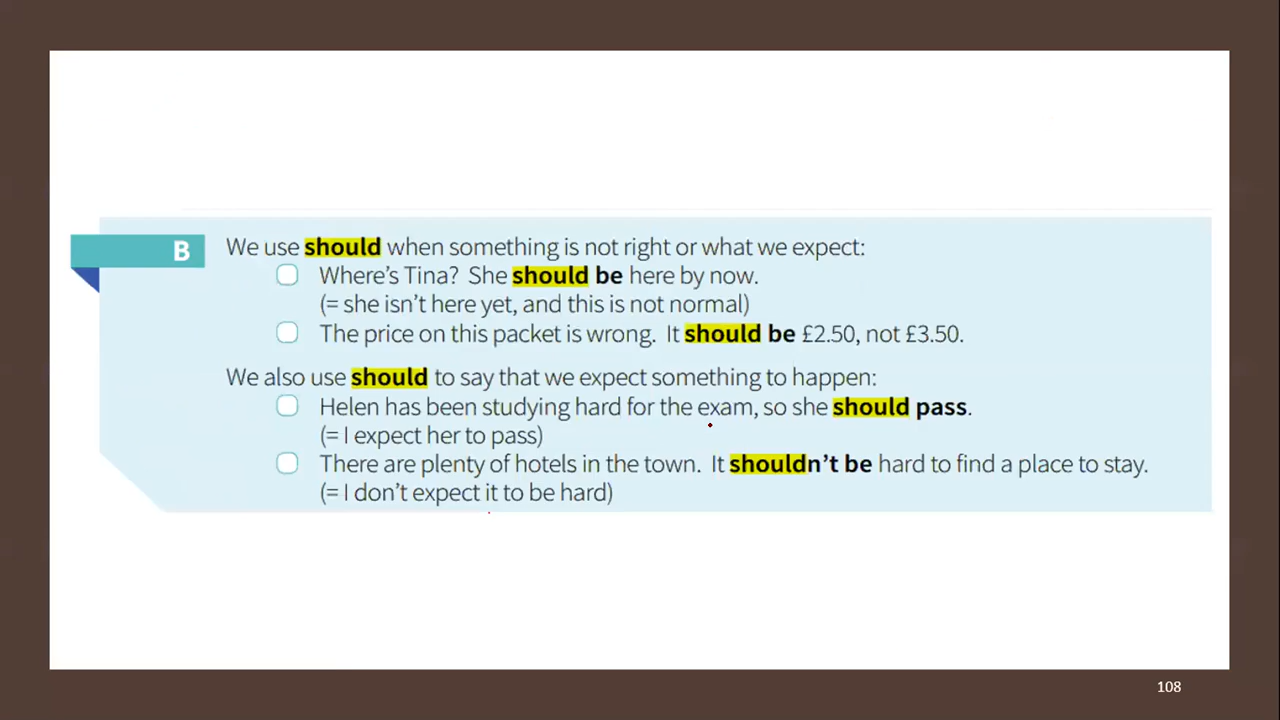 B
We use should when something is not right or what we expect:
Where's Tina? She should be here by now.
(= she isn't here yet, and this is not normal)
The price on this packet is wrong. It should be £2.50, not £3.50.
We also use should to say that we expect something to happen:
Helen has been studying hard for the exam, so she should pass.
(= I expect her to pass)
There are plenty of hotels in the town. It shouldn't be hard to find a place to stay.
(= I don't expect it to be hard)
108